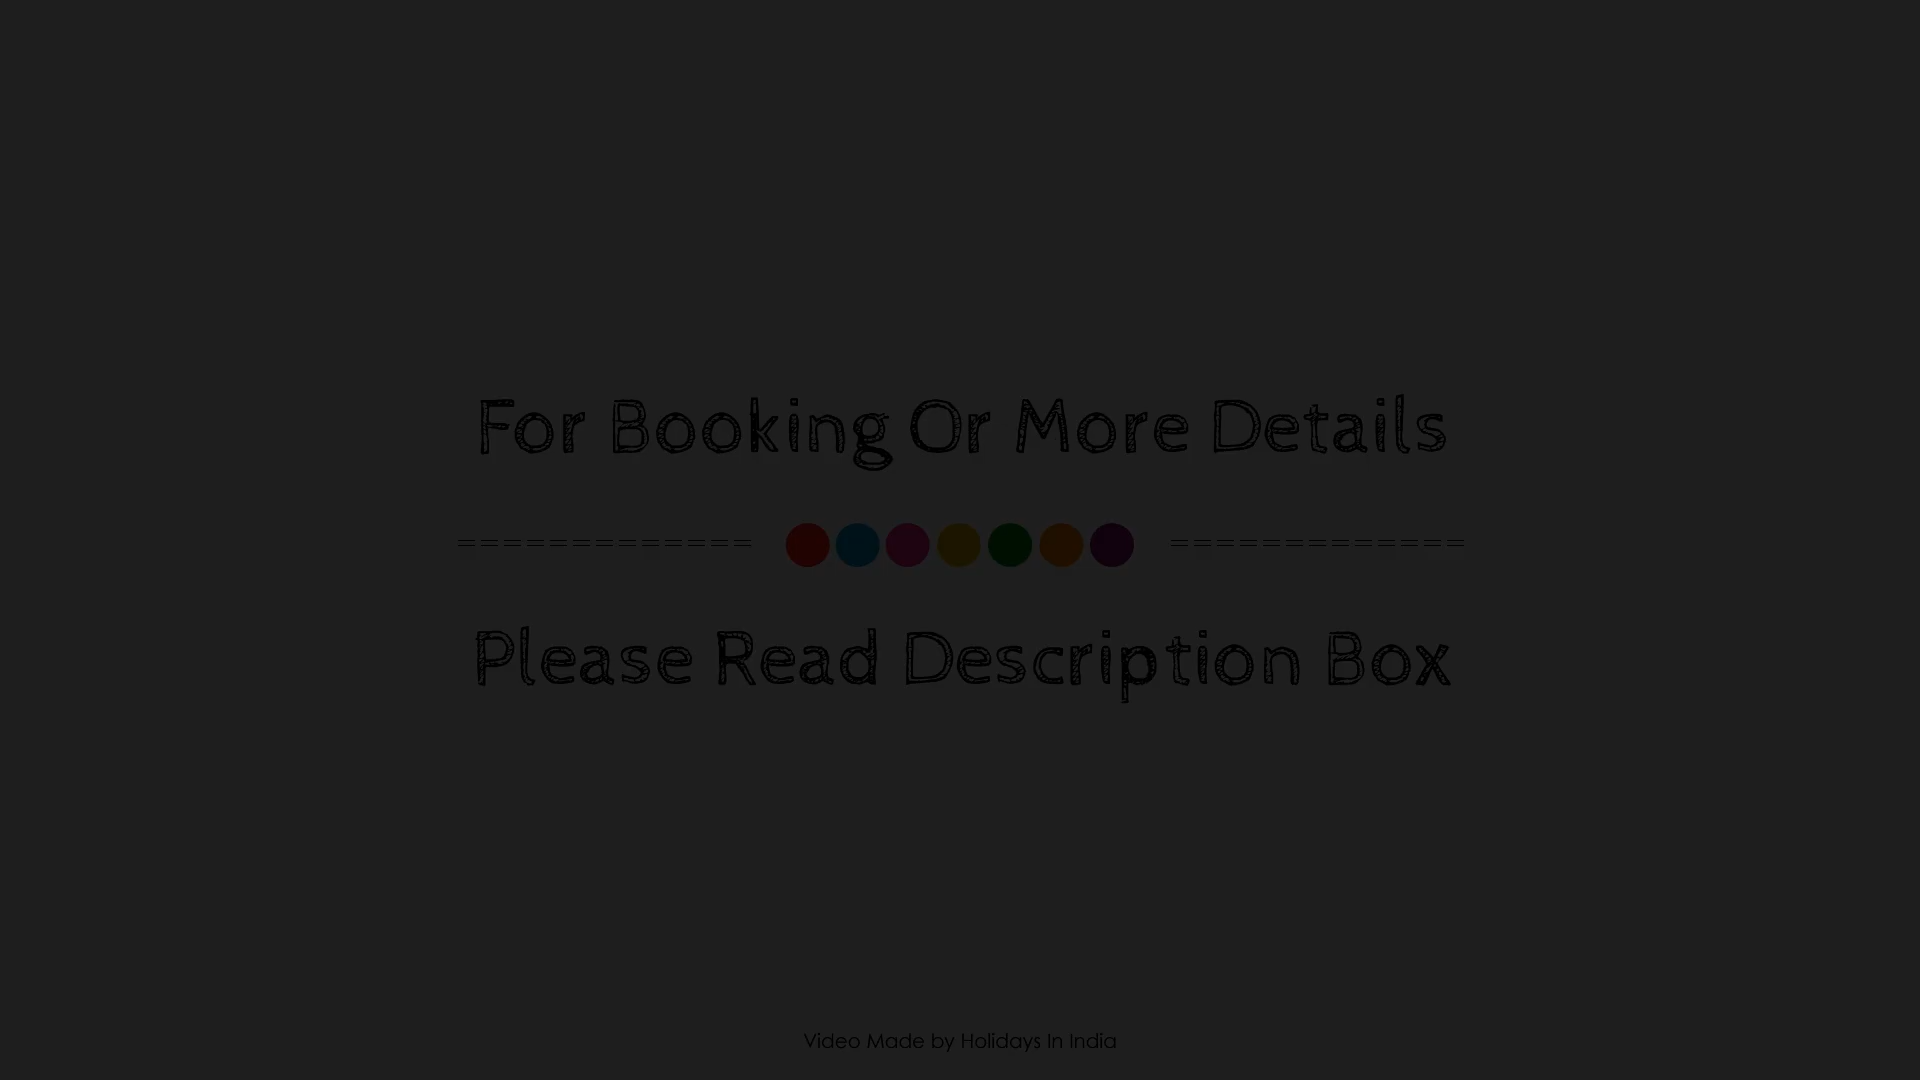 For Booking Or More Details
============= =============
Please Read Description Box
Video Made by Holidays In India